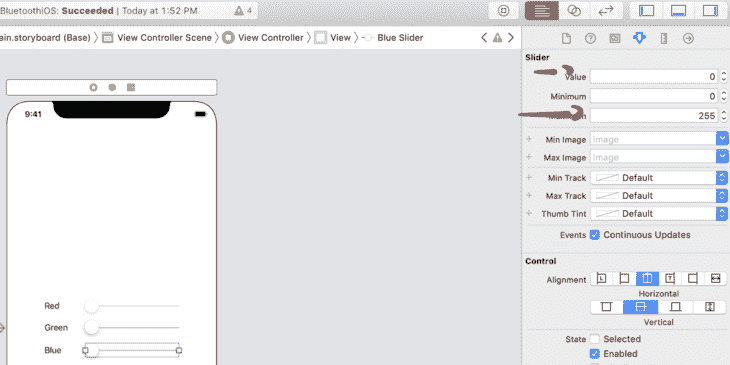 BluetoothiOS: Succeeded | Today at 1:52 PM 4
ain.storyboard (Base) View Controller Scene View Controller View Blue Slider
Slider
Value 0
Minimum 0
255
Min Image Image
Max Image Image
Min Track Default
Max Track Default
Thumb Tint Default
Events Continuous Updates
Control
Alignment
Horizontal
Vertical
State Selected
Enabled
9:41
Red
Green
Blue